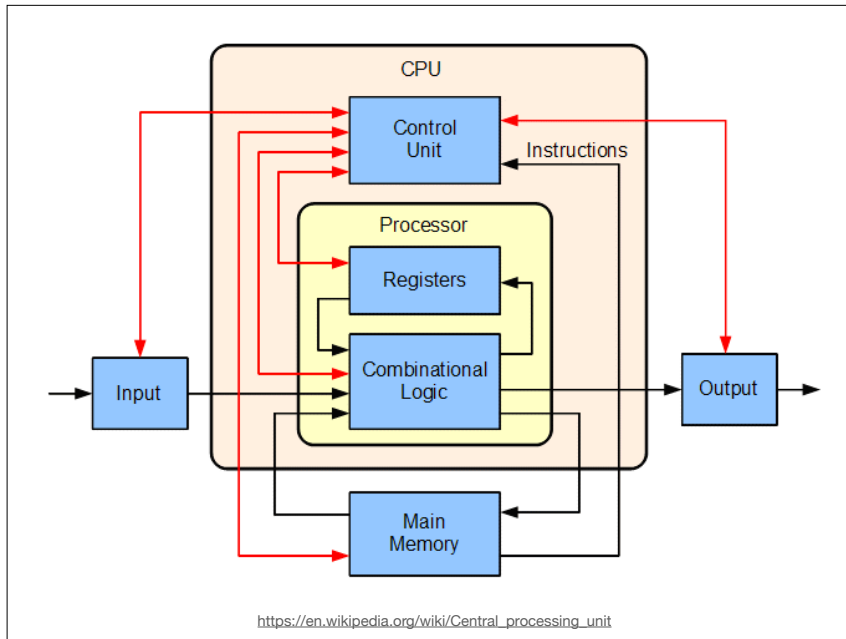 CPU
Control
Unit
Instructions
Processor
Registers
Combinational
Logic
Input
Output
Main
Memory
https://en.wikipedia.org/wiki/Central_processing_unit